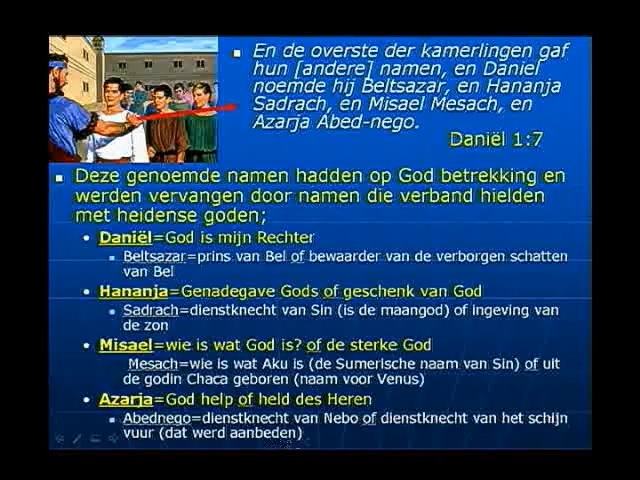 En de overste der kamerlingen gaf
hun [andere] namen, en Daniel
noemde hij Beltsazar, en Hananja
Sadrach, en Misael Mesach, en
Azarja Abed-nego.
Daniël 1:7
Deze genoemde namen hadden op God betrekking en
werden vervangen door namen die verband hielden
met heidense goden;
Daniël=God is mijn Rechter
Beltsazar=prins van Bel of bewaarder van de verborgen schatten
van Bel
Hananja=Genadegave Gods of geschenk van God
Sadrach=dienstknecht van Sin (is de maangod) of ingeving van
de zon
Misael=wie is wat God is? of de sterke God
Mesach=wie is wat Aku is (de Sumerische naam van Sin) of uit
de godin Chaca geboren (naam voor Venus)
Azarja=God help of held des Heren
Abednego=dienstknecht van Nebo of dienstknecht van het schijn
vuur (dat werd aanbeden)